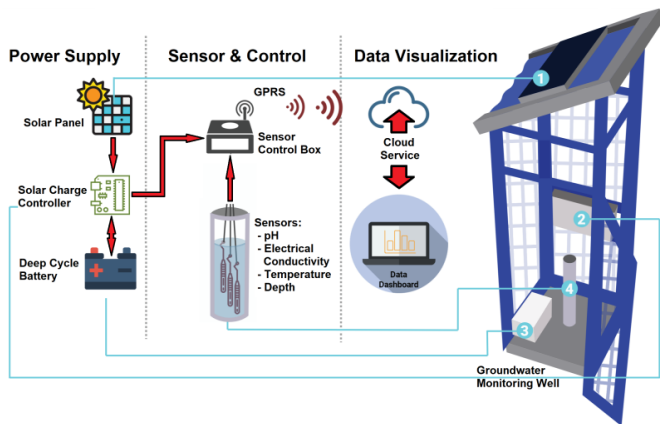 Power Supply
Sensor & Control
Data Visualization
GPRS
Solar Panel
Sensor
Control Box
Cloud
Service
Solar Charge
Controller
Sensors:
- pH
- Electrical
Conductivity
- Temperature
- Depth
Deep Cycle
Battery
Data
Dashboard
1
2
3
4
Groundwater
Monitoring Well